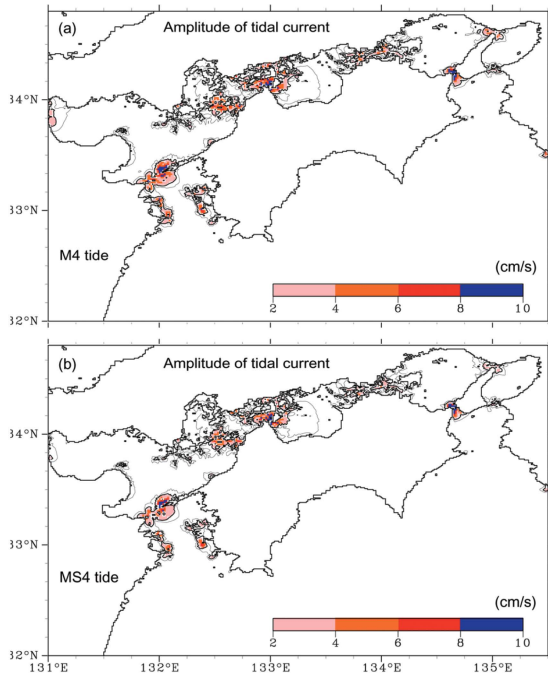 (a) Amplitude of tidal current
34°N
33°N
M4 tide
(cm/s)
2 4 6 8 10
32°N
(b) Amplitude of tidal current
34°N
33°N
MS4 tide
(cm/s)
2 4 6 8 10
32°N
131°E 132°E 133°E 134°E 135°E